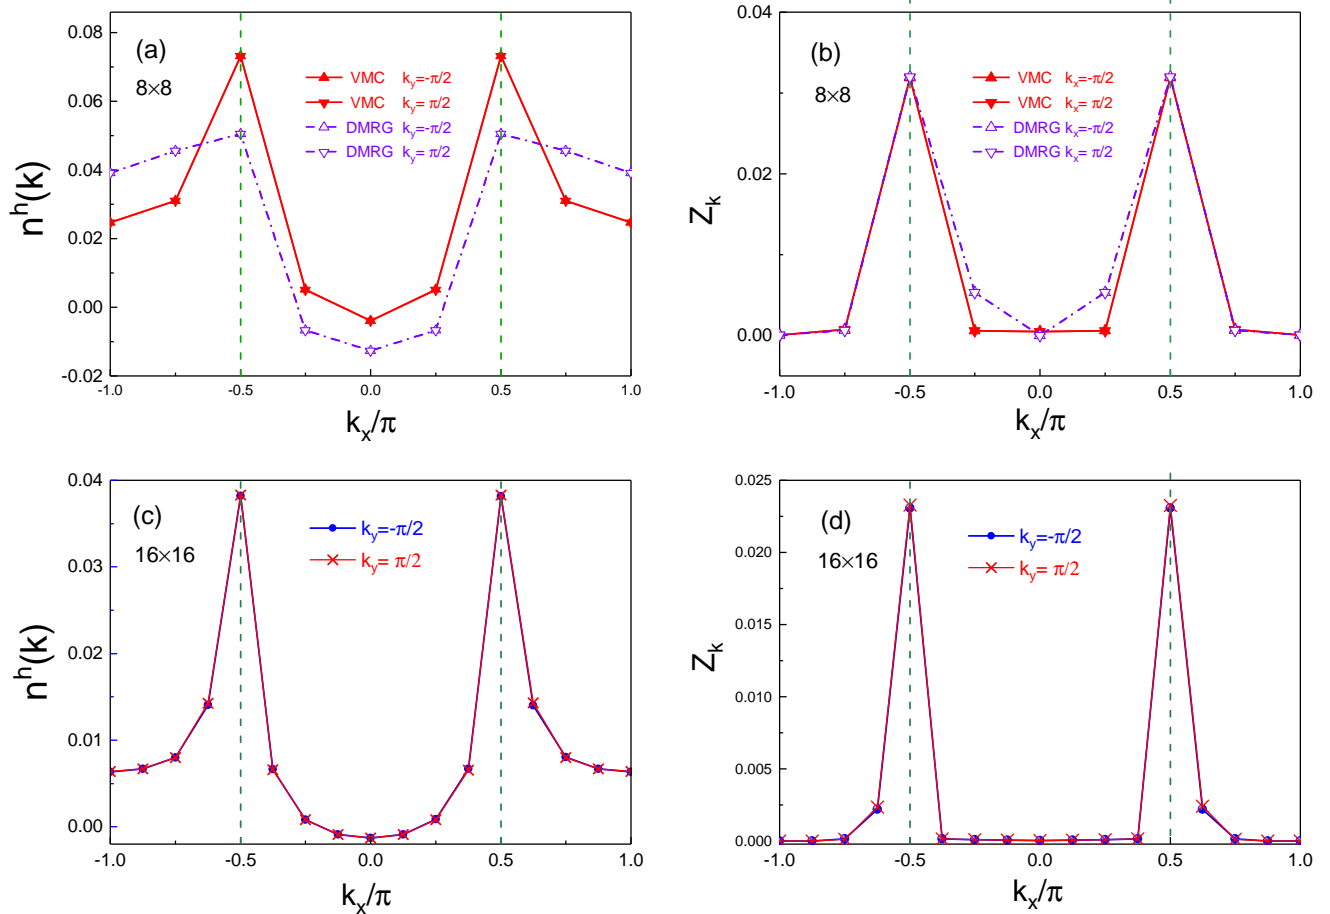 (a)
8×8
VMC k_y=-π/2
VMC k_y= π/2
DMRG k_y=-π/2
DMRG k_y= π/2
0.08
0.06
0.04
0.02
0.00
-0.02
n^h(k)
-1.0 -0.5 0.0 0.5 1.0
k_x/π
(b)
8×8
VMC k_x=-π/2
VMC k_x= π/2
DMRG k_x=-π/2
DMRG k_x= π/2
0.04
0.02
0.00
Z_k
-1.0 -0.5 0.0 0.5 1.0
k_x/π
(c)
16×16
k_y=-π/2
k_y= π/2
0.04
0.03
0.02
0.01
0.00
n^h(k)
-1.0 -0.5 0.0 0.5 1.0
k_x/π
(d)
16×16
k_y=-π/2
k_y= π/2
0.025
0.020
0.015
0.010
0.005
0.000
Z_k
-1.0 -0.5 0.0 0.5 1.0
k_x/π